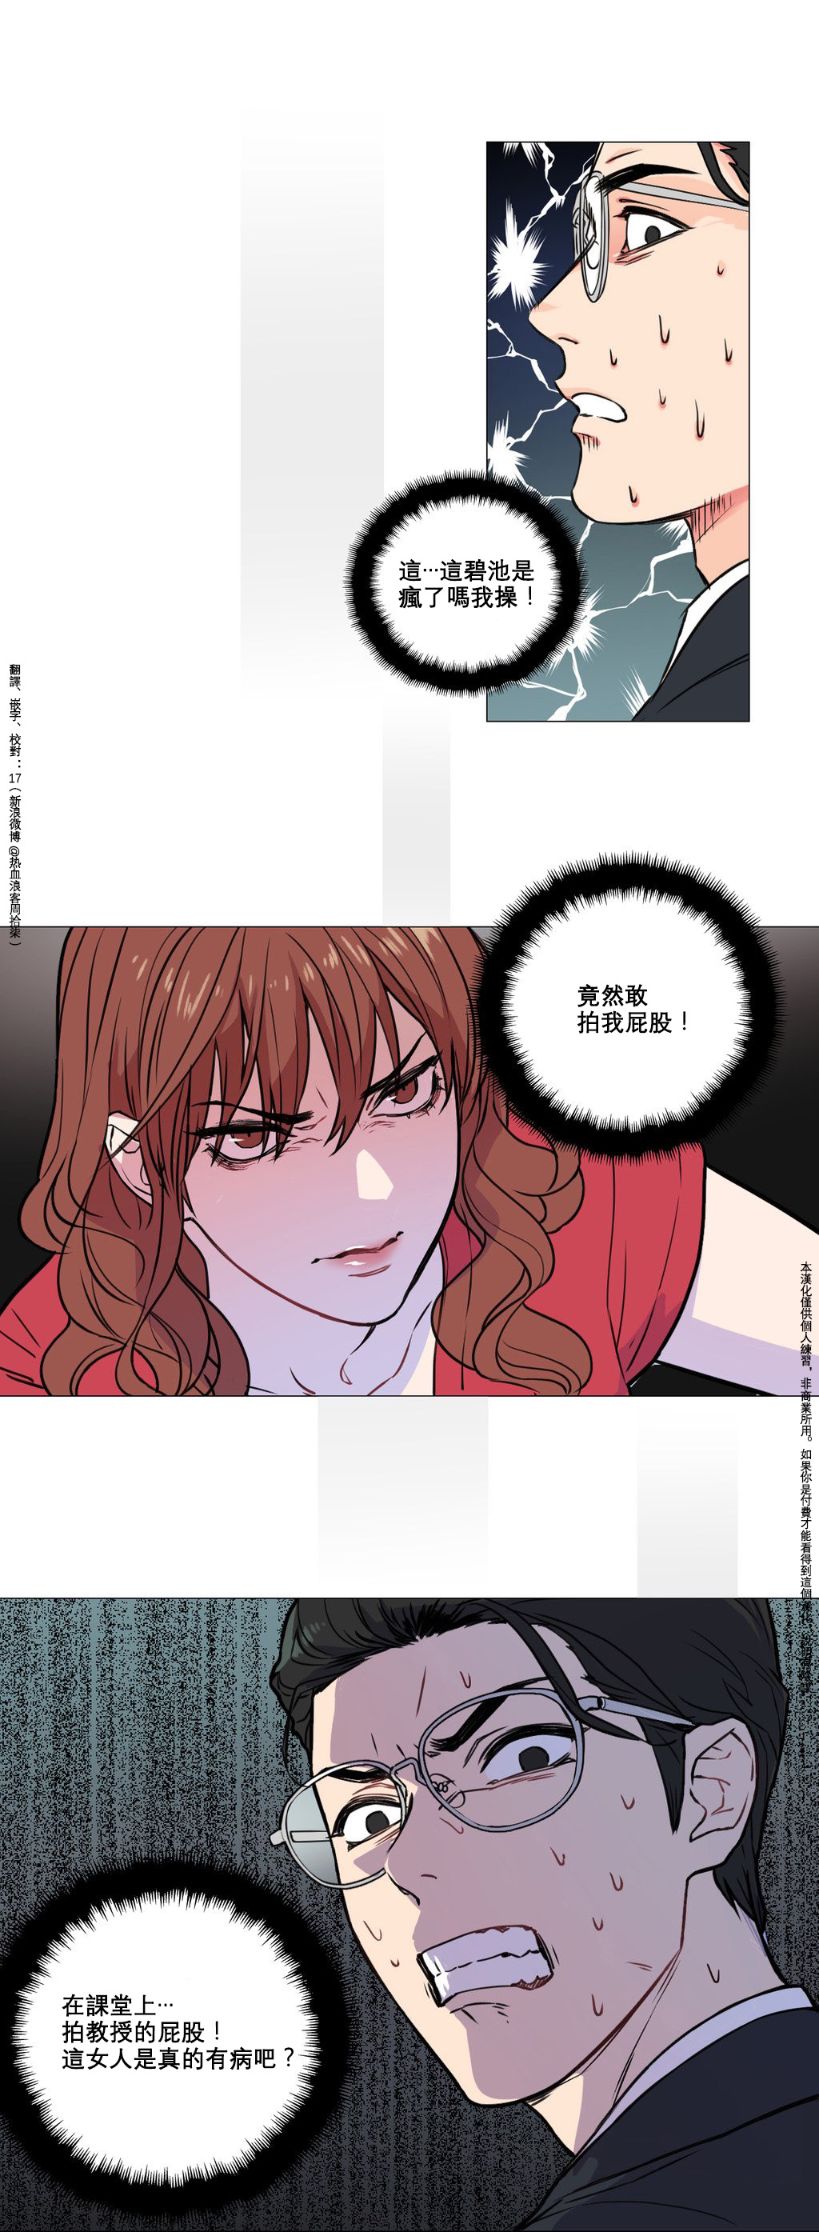 這⋯這碧池是
瘋了嗎我操！
翻譯、嵌字、校對：17（新浪微博@热血浪客周拾柒）
竟然敢
拍我屁股！
本漢化僅供個人練習，非商業所用。如果你是付費才能看得到這個
在課堂上⋯
拍教授的屁股！
這女人是真的有病吧？